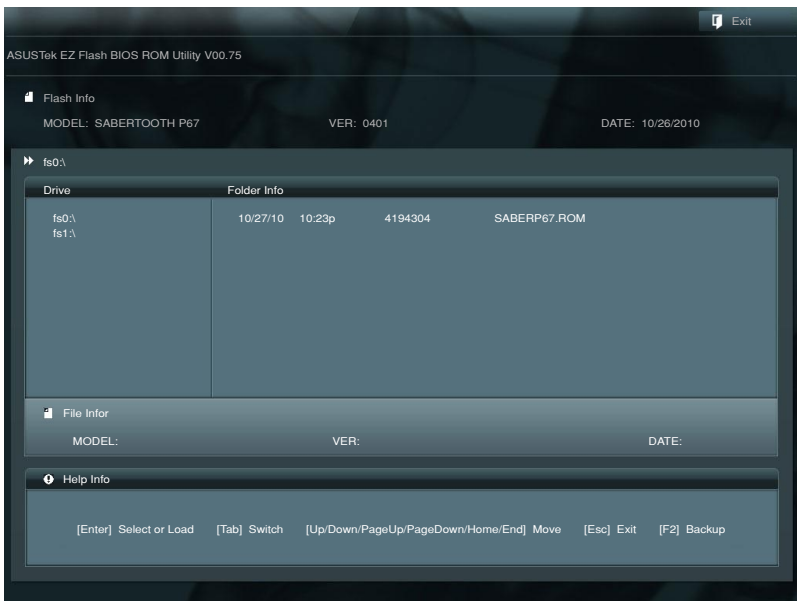 Exit
ASUSTek EZ Flash BIOS ROM Utility V00.75
Flash Info
MODEL: SABERTOOTH P67 VER: 0401 DATE: 10/26/2010
fs0:\
Drive Folder Info
fs0:\ 10/27/10 10:23p 4194304 SABERP67.ROM
fs1:\
File Infor
MODEL: VER: DATE:
Help Info
[Enter] Select or Load [Tab] Switch [Up/Down/PageUp/PageDown/Home/End] Move [Esc] Exit [F2] Backup